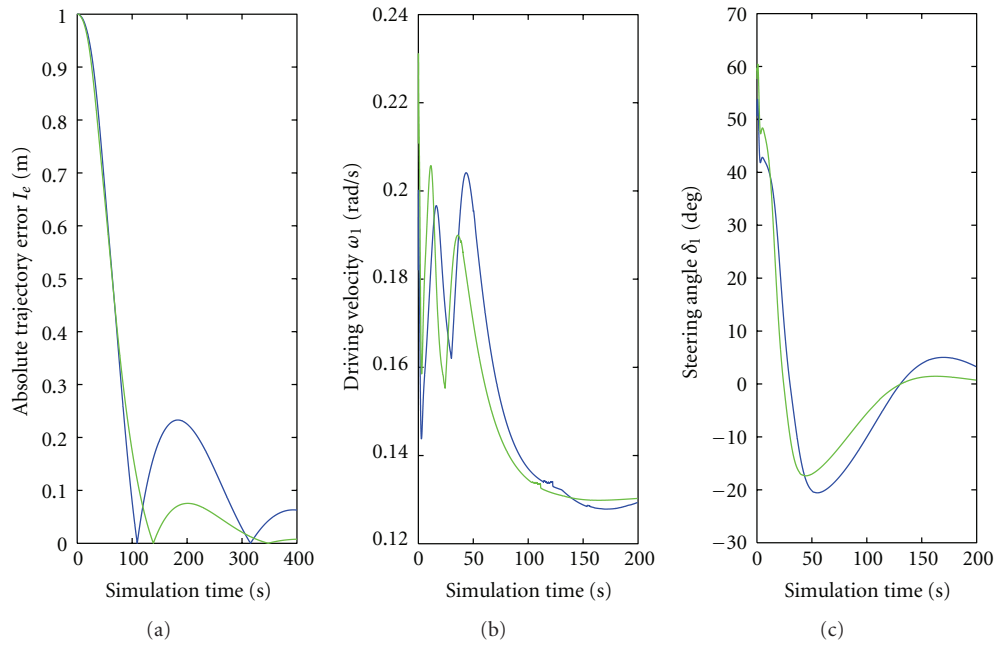 1
0.9
0.8
0.7
0.6
0.5
0.4
0.3
0.2
0.1
0
0 100 200 300 400
Absolute trajectory error I_e (m)
Simulation time (s)
(a)
0.24
0.22
0.2
0.18
0.16
0.14
0.12
0 50 100 150 200
Driving velocity ω₁ (rad/s)
Simulation time (s)
(b)
70
60
50
40
30
20
10
0
−10
−20
−30
0 50 100 150 200
Steering angle δ₁ (deg)
Simulation time (s)
(c)